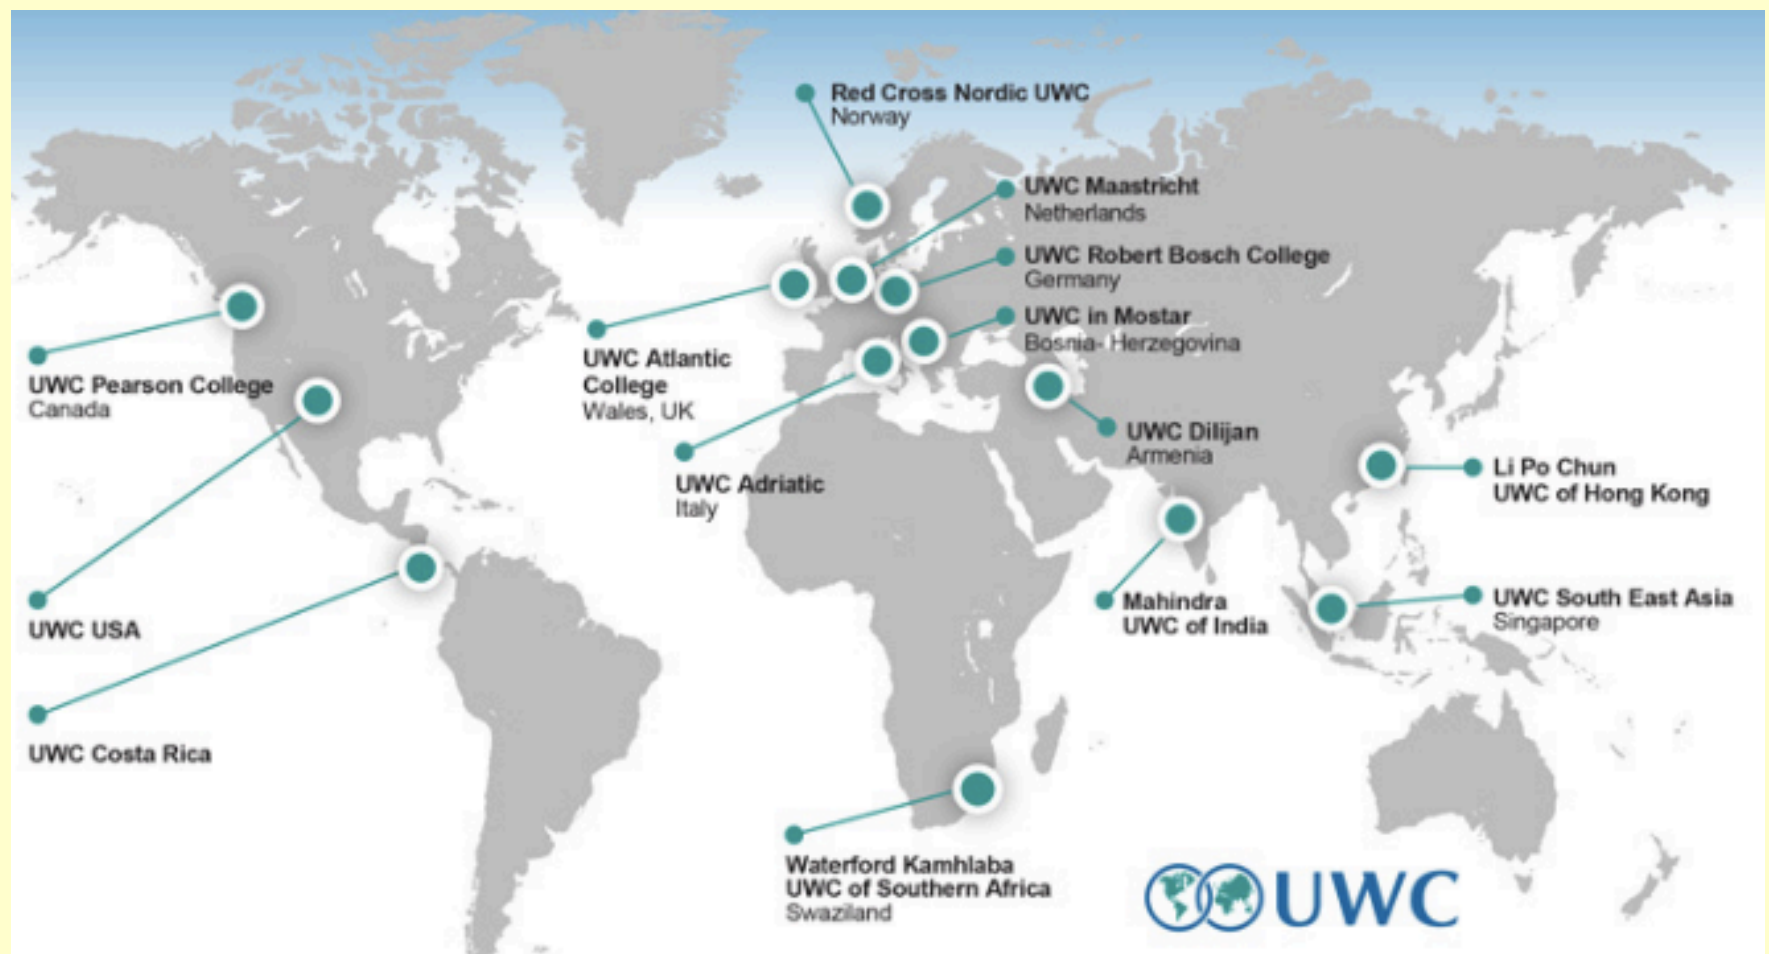 Red Cross Nordic UWC
Norway
UWC Maastricht
Netherlands
UWC Robert Bosch College
Germany
UWC in Mostar
Bosnia- Herzegovina
UWC Atlantic
College
Wales, UK
UWC Pearson College
Canada
UWC Adriatic
Italy
UWC Dilijan
Armenia
Li Po Chun
UWC of Hong Kong
UWC USA
Mahindra
UWC of India
UWC South East Asia
Singapore
UWC Costa Rica
Waterford Kamhlaba
UWC of Southern Africa
Swaziland
UWC